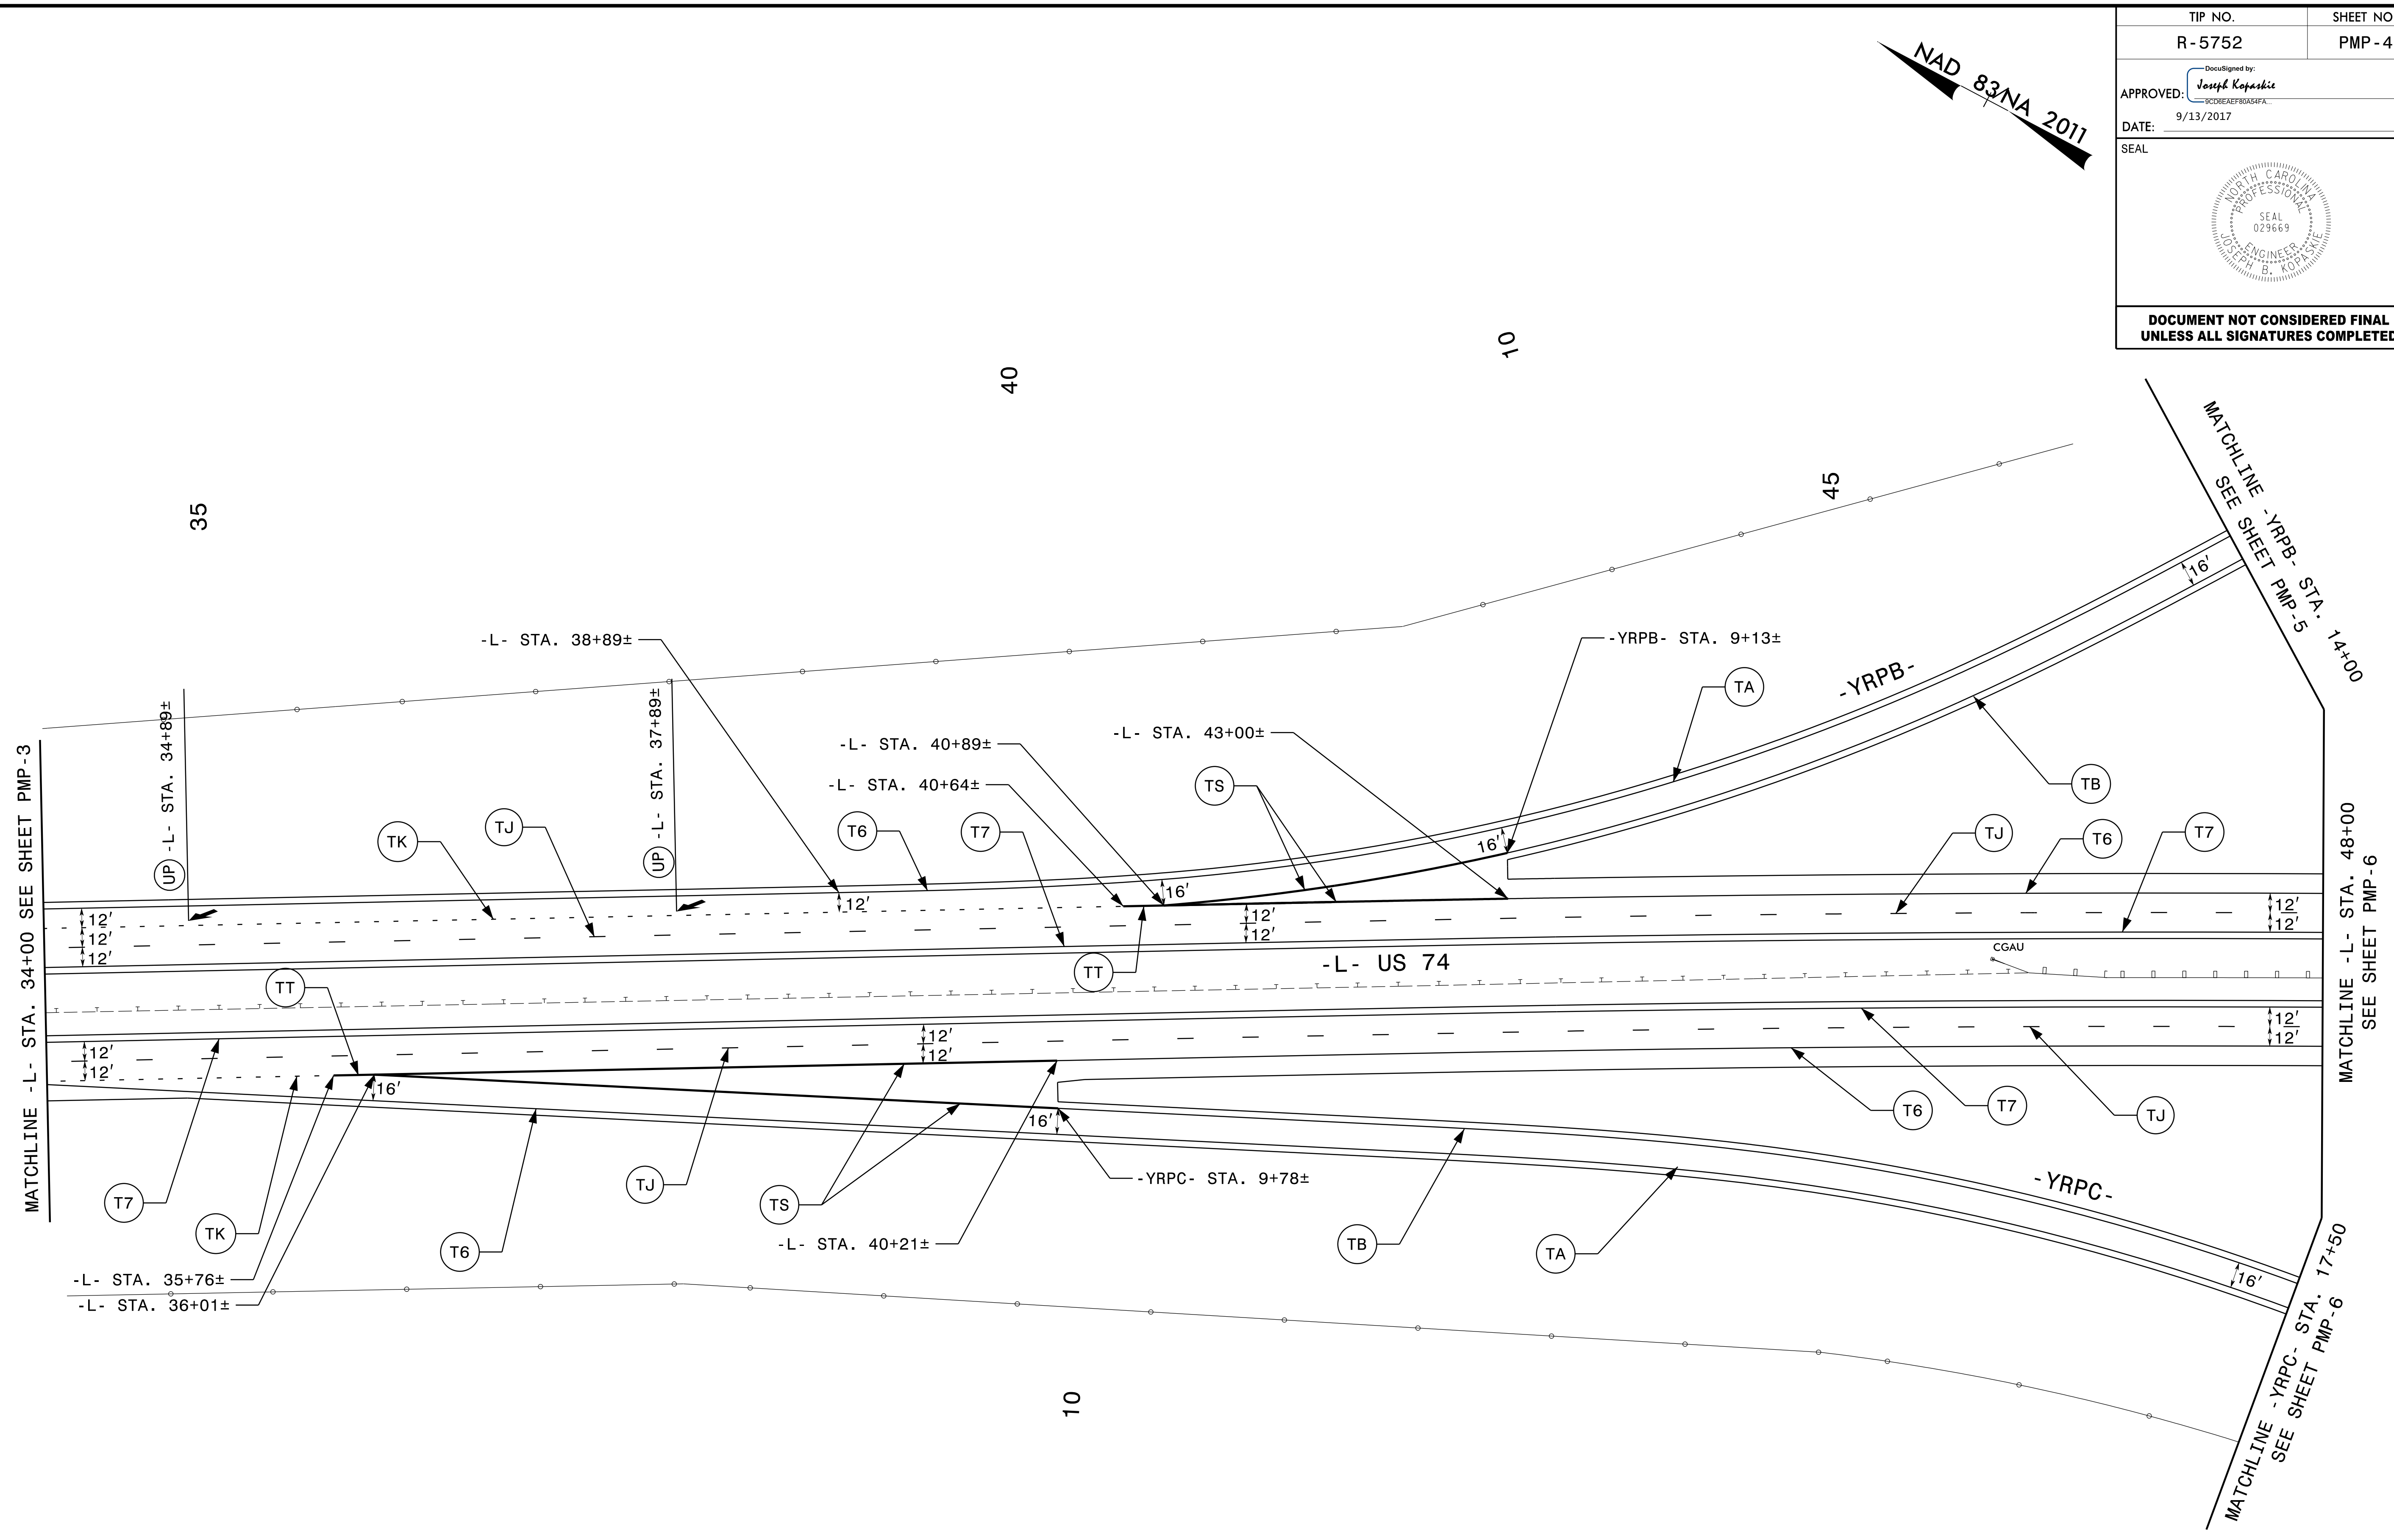 TIP NO.
SHEET NO
R-5752
PMP-4
DocuSigned by:
Joseph Kopaskie
APPROVED:
9CD6EAEF80A54FA...
9/13/2017
DATE:
SEAL
NORTH CAROLINA
PROFESSIONAL
SEAL
029669
ENGINEER
JOSEPH B. KOPASKIE
DOCUMENT NOT CONSIDERED FINAL
UNLESS ALL SIGNATURES COMPLETED
NAD 83/NA 2011
10
40
45
35
MATCHLINE -YRPB- STA. 14+00
SEE SHEET PMP-5
-L- STA. 38+89±
-YRPB- STA. 9+13±
-YRPB-
TA
UP -L- STA. 34+89±
UP -L- STA. 37+89±
-L- STA. 40+89±
-L- STA. 43+00±
-L- STA. 40+64±
TS
TB
TK
TJ
T6
T7
TJ
T6
T7
16'
16'
16'
12'
12'
12'
12'
12'
12'
12'
12'
12'
MATCHLINE -L- STA. 34+00 SEE SHEET PMP-3
MATCHLINE -L- STA. 48+00
SEE SHEET PMP-6
TT
TT
-L- US 74
CGAU
12'
12'
12'
12'
12'
12'
16'
16'
16'
T7
TK
T6
TJ
TS
-YRPC- STA. 9+78±
-L- STA. 40+21±
TB
TA
T6
T7
TJ
-YRPC-
-L- STA. 35+76±
-L- STA. 36+01±
10
MATCHLINE -YRPC- STA. 17+50
SEE SHEET PMP-6